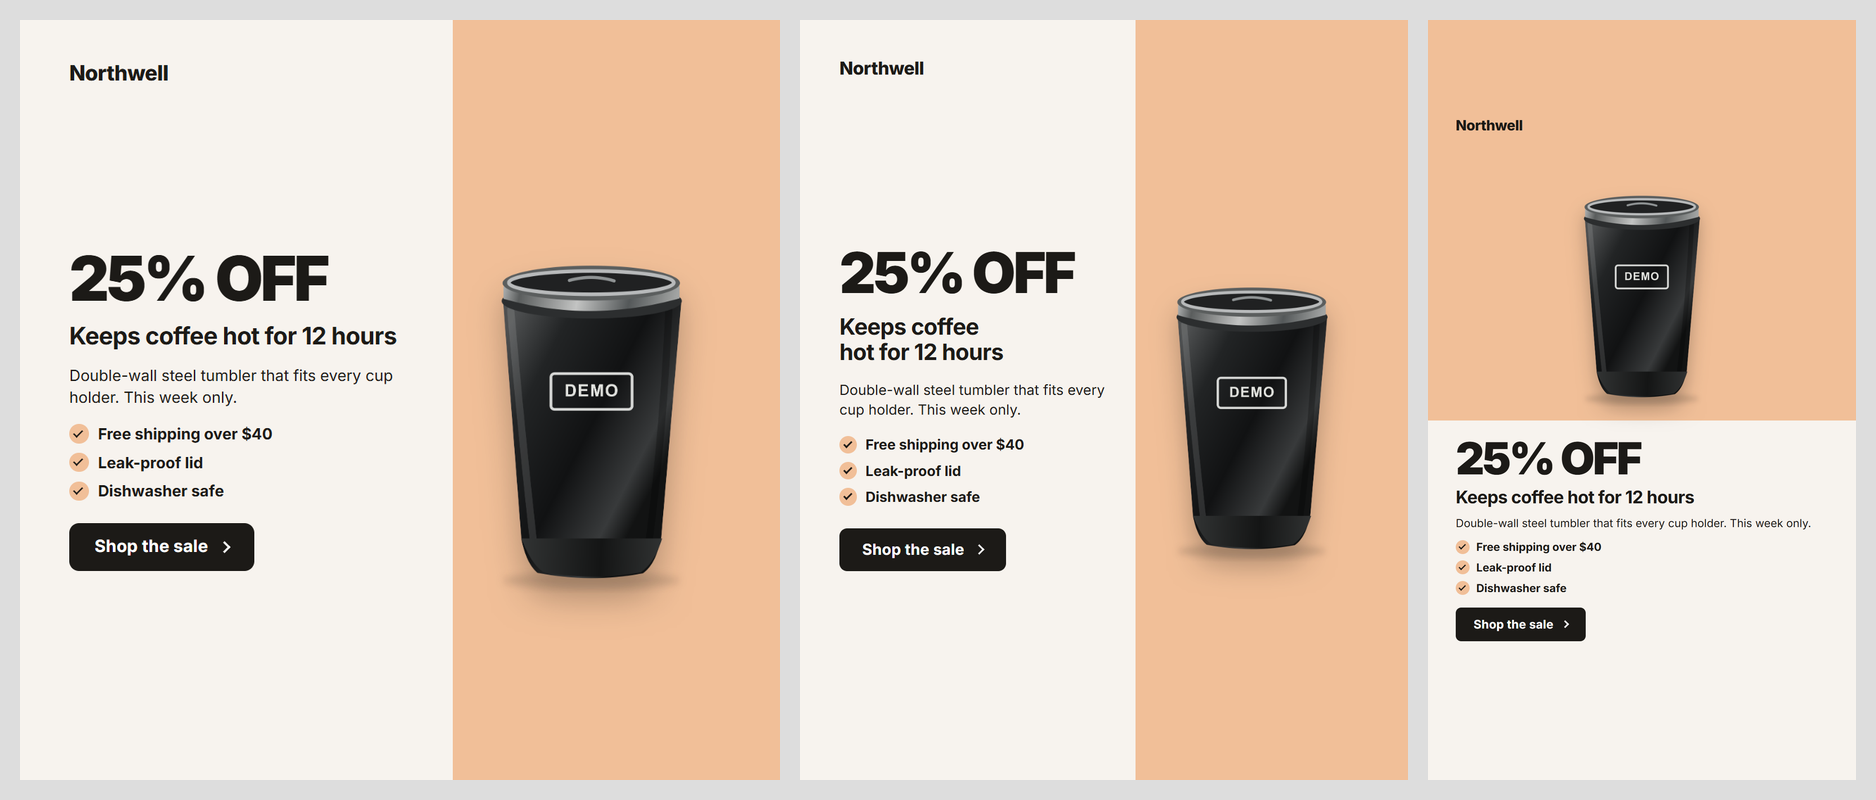 Northwell
25% OFF
Keeps coffee hot for 12 hours
Double-wall steel tumbler that fits every cup
holder. This week only.
Free shipping over $40
Leak-proof lid
Dishwasher safe
Shop the sale
DEMO
Northwell
25% OFF
Keeps coffee
hot for 12 hours
Double-wall steel tumbler that fits every
cup holder. This week only.
Free shipping over $40
Leak-proof lid
Dishwasher safe
Shop the sale
DEMO
Northwell
DEMO
25% OFF
Keeps coffee hot for 12 hours
Double-wall steel tumbler that fits every cup holder. This week only.
Free shipping over $40
Leak-proof lid
Dishwasher safe
Shop the sale